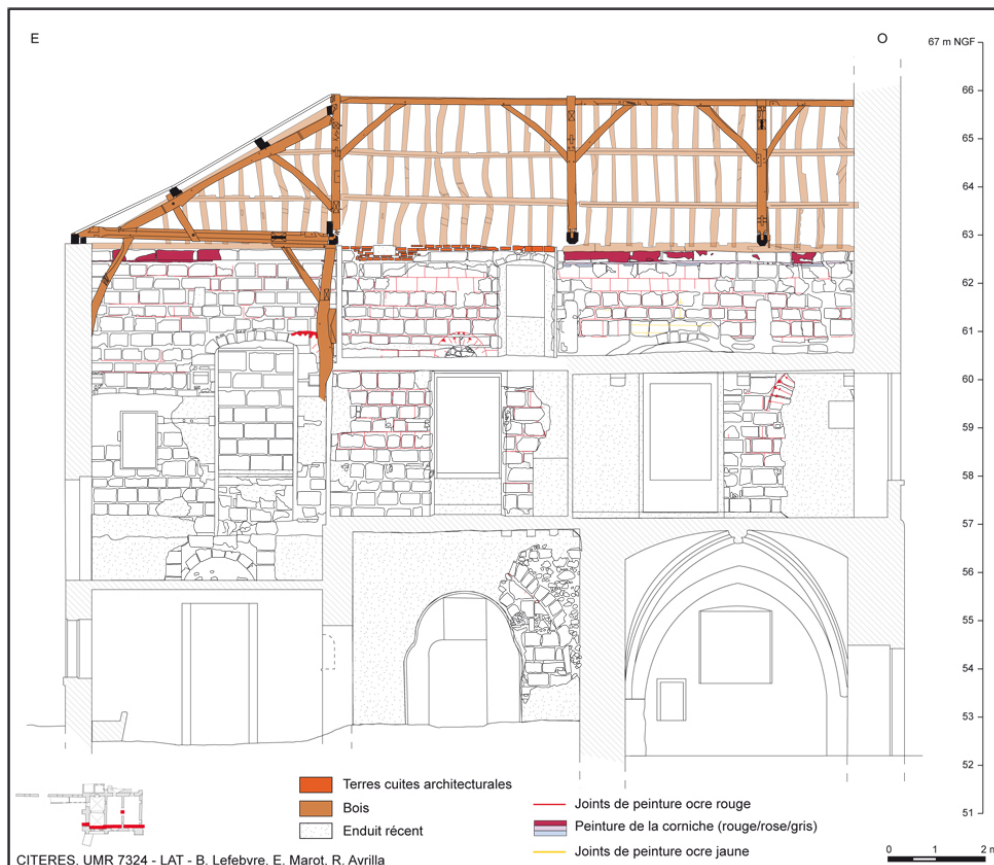 E
O
67 m NGF
66
65
64
63
62
61
60
59
58
57
56
55
54
53
52
51
Terres cuites architecturales
Bois
Enduit récent
Joints de peinture ocre rouge
Peinture de la corniche (rouge/rose/gris)
Joints de peinture ocre jaune
0 1 2 m
CITERES, UMR 7324 - LAT - B. Lefebvre, E. Marot, R. Avrilla